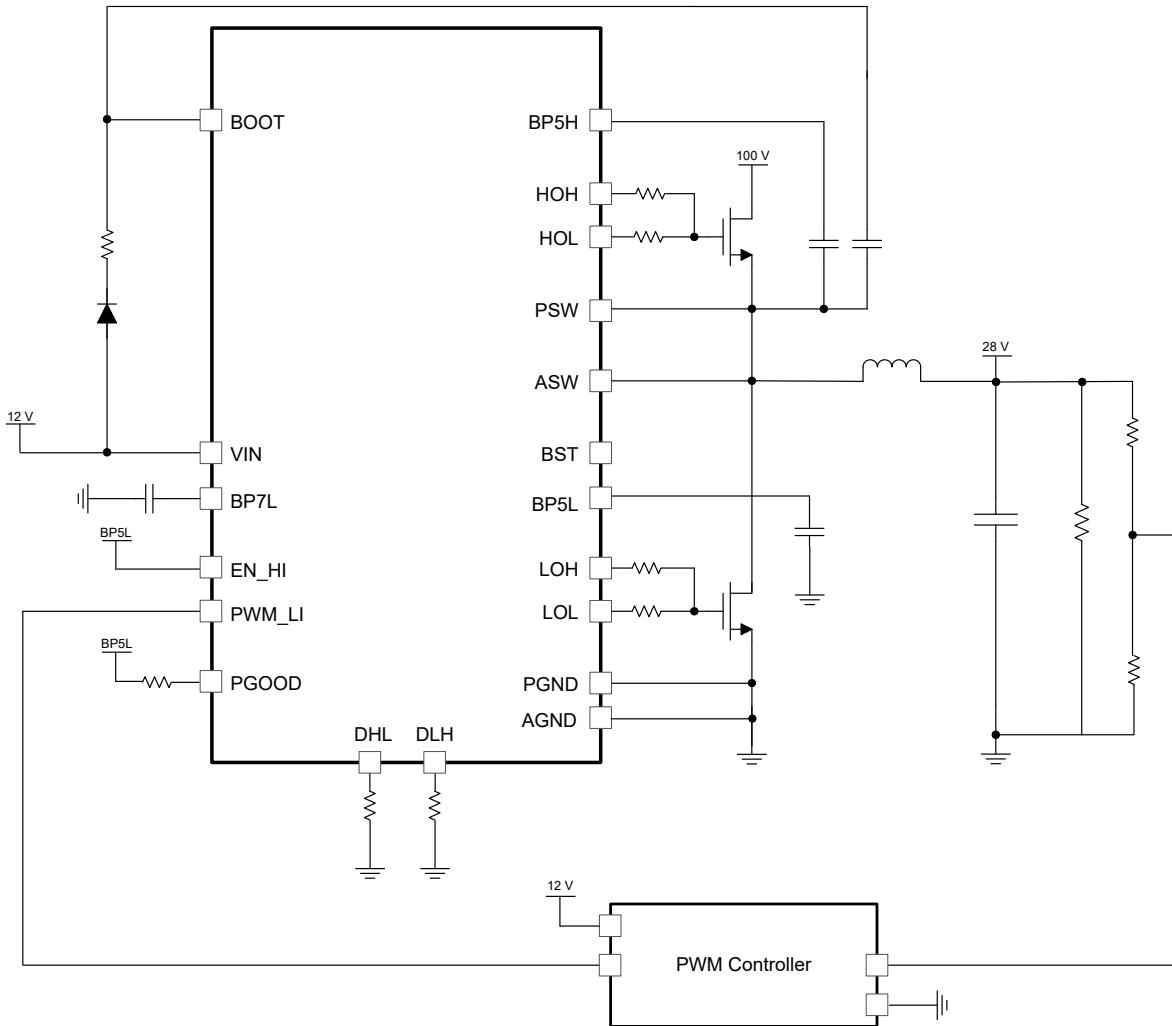 BOOT
BP5H
100 V
HOH
HOL
PSW
28 V
ASW
12 V
VIN
BST
BP7L
BP5L
BP5L
EN_HI
LOH
PWM_LI
LOL
BP5L
PGOOD
PGND
AGND
DHL DLH
12 V
PWM Controller